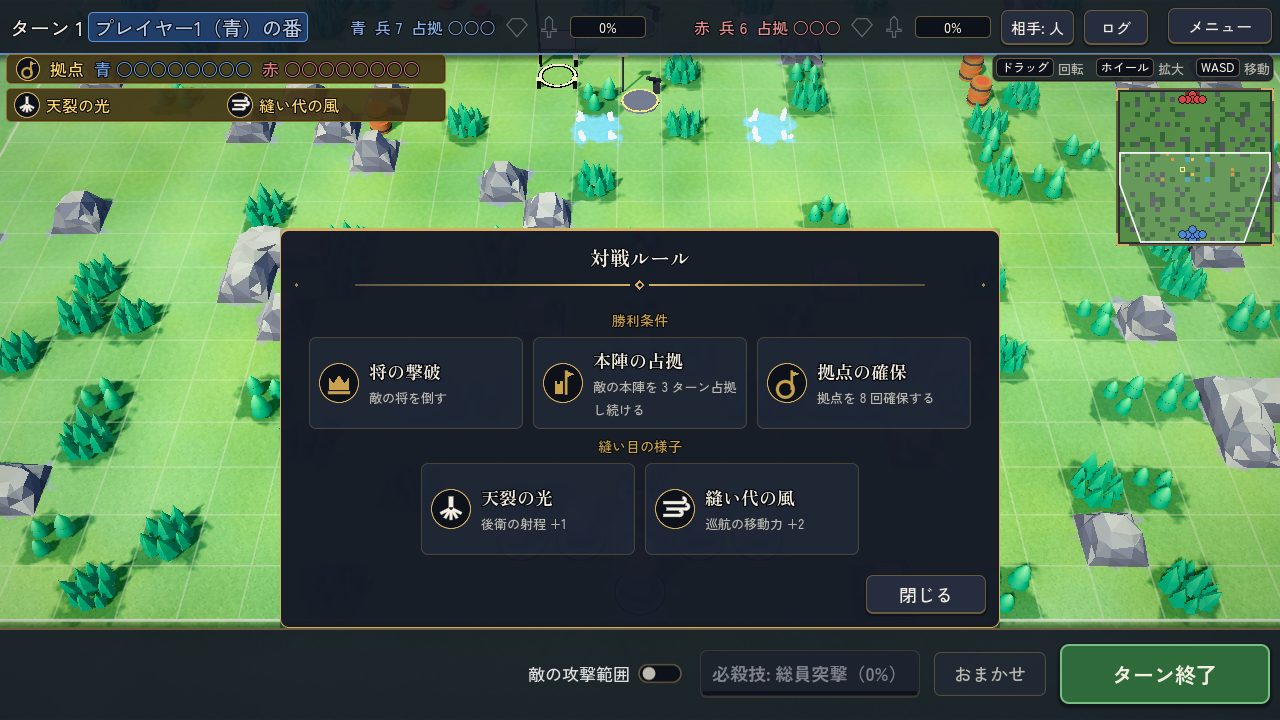 ターン 1 プレイヤー1（青）の番 青 兵 7 占拠 〇〇〇 0% 赤 兵 6 占拠 〇〇〇 0% 相手: 人 ログ メニュー
拠点 青 〇〇〇〇〇〇〇〇 赤 〇〇〇〇〇〇〇〇 ドラッグ 回転 ホイール 拡大 WASD 移動
天裂の光 縫い代の風
対戦ルール
勝利条件
将の撃破
敵の将を倒す
本陣の占拠
敵の本陣を 3 ターン占拠
し続ける
拠点の確保
拠点を 8 回確保する
縫い目の様子
天裂の光
後衛の射程 +1
縫い代の風
巡航の移動力 +2
閉じる
敵の攻撃範囲 必殺技: 総員突撃（0%） おまかせ ターン終了